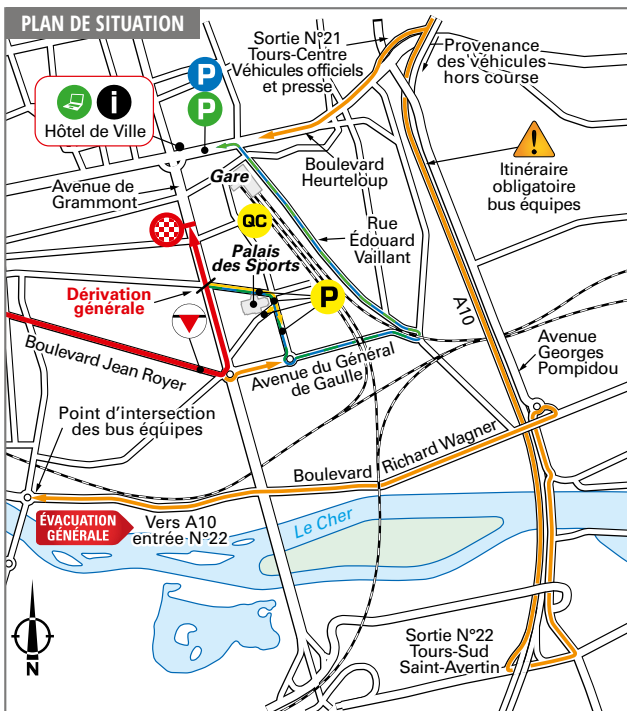 PLAN DE SITUATION
Sortie N°21
Tours-Centre
Véhicules officiels
et presse
Provenance
des véhicules
hors course
P
P
i
Hôtel de Ville
Avenue de
Grammont
Gare
Boulevard
Heurteloup
!
Itinéraire
obligatoire
bus équipes
QC
Rue
Édouard
Vaillant
Palais
des Sports
Dérivation
générale
P
A10
Boulevard Jean Royer
Avenue du Général
de Gaulle
Avenue
Georges
Pompidou
Point d'intersection
des bus équipes
Boulevard Richard Wagner
ÉVACUATION
GÉNÉRALE
Vers A10
entrée N°22
Le Cher
Sortie N°22
Tours-Sud
Saint-Avertin
N